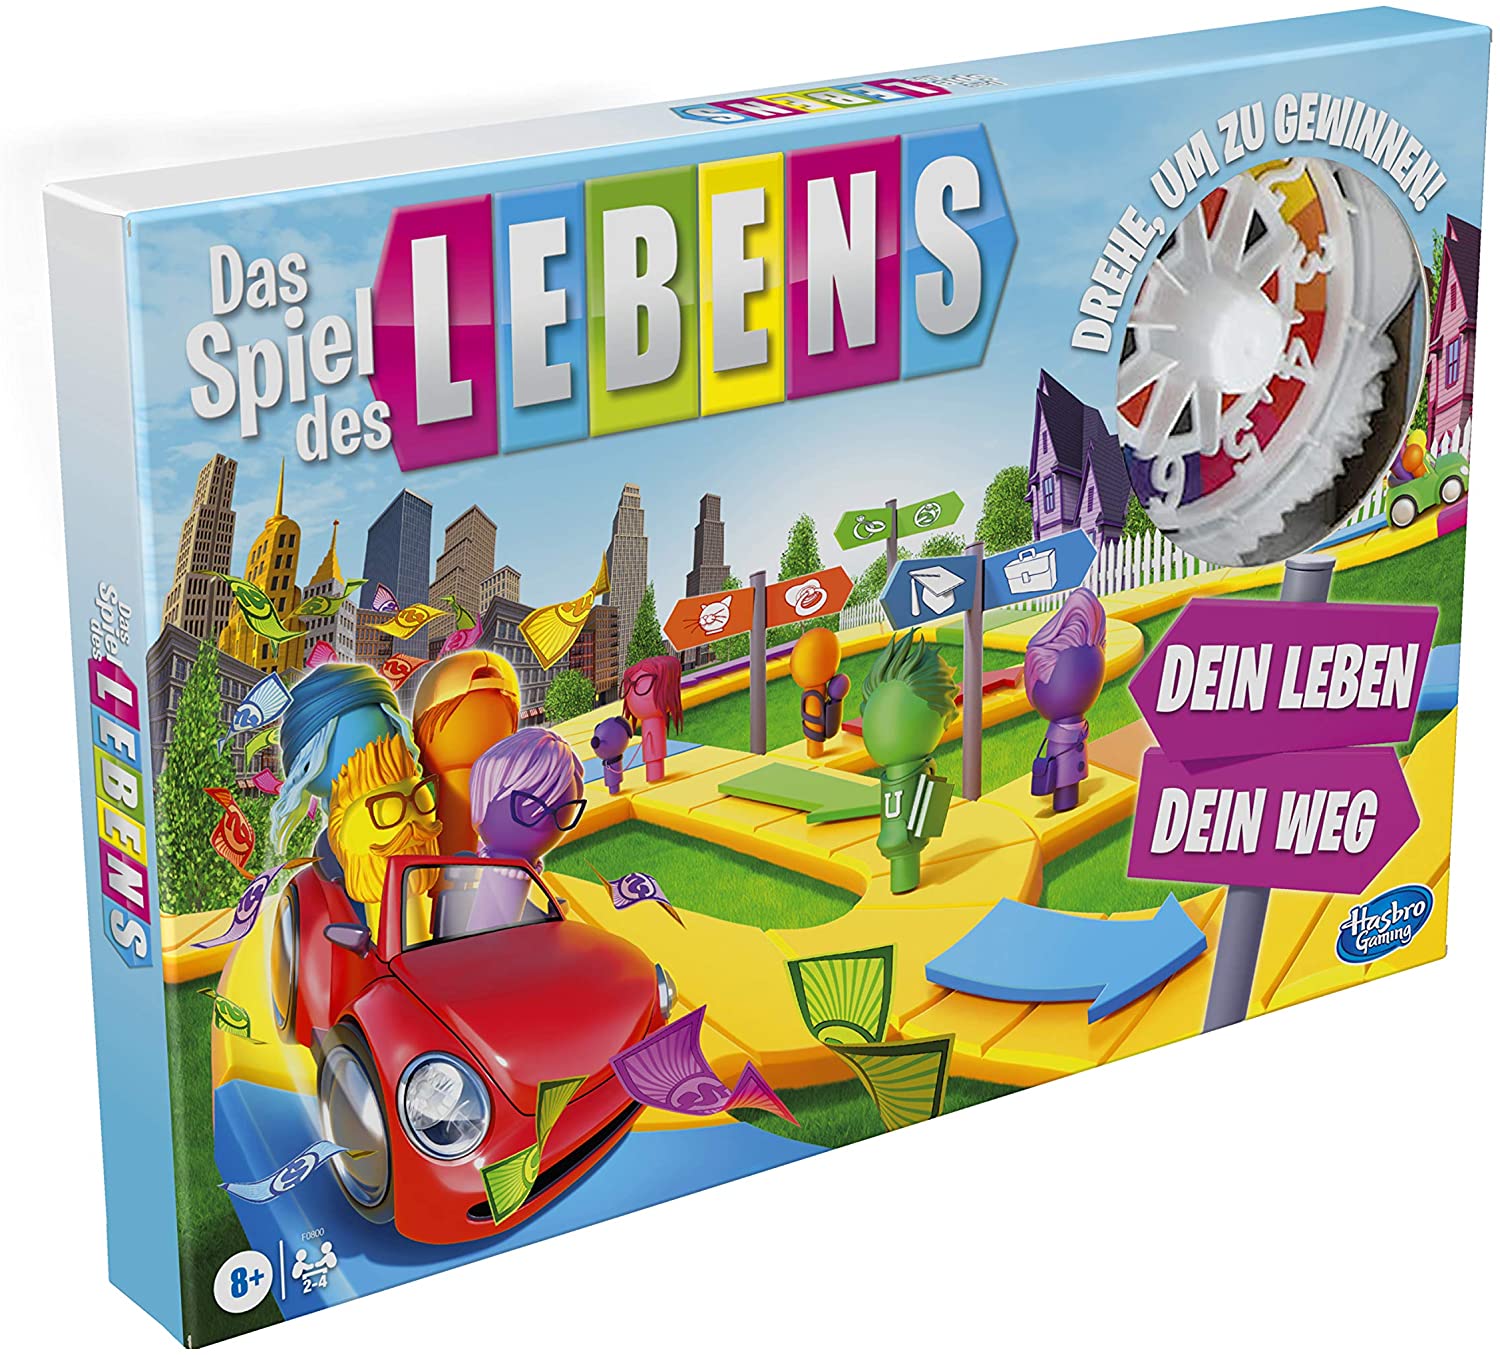 Das
Spiel
des
LEBENS
DREHE, UM ZU GEWINNEN!
DEIN LEBEN
DEIN WEG
Hasbro
Gaming
8+
F0800
2-4
U
Das
Spiel
des
LEBENS
LEBENS